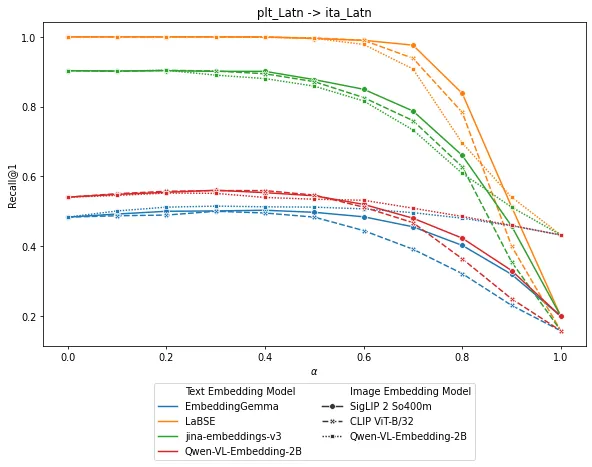 plt_Latn -> ita_Latn
Recall@1
1.0
0.8
0.6
0.4
0.2
0.0 0.2 0.4 0.6 0.8 1.0
α
Text Embedding Model Image Embedding Model
EmbeddingGemma SigLIP 2 So400m
LaBSE CLIP ViT-B/32
jina-embeddings-v3 Qwen-VL-Embedding-2B
Qwen-VL-Embedding-2B